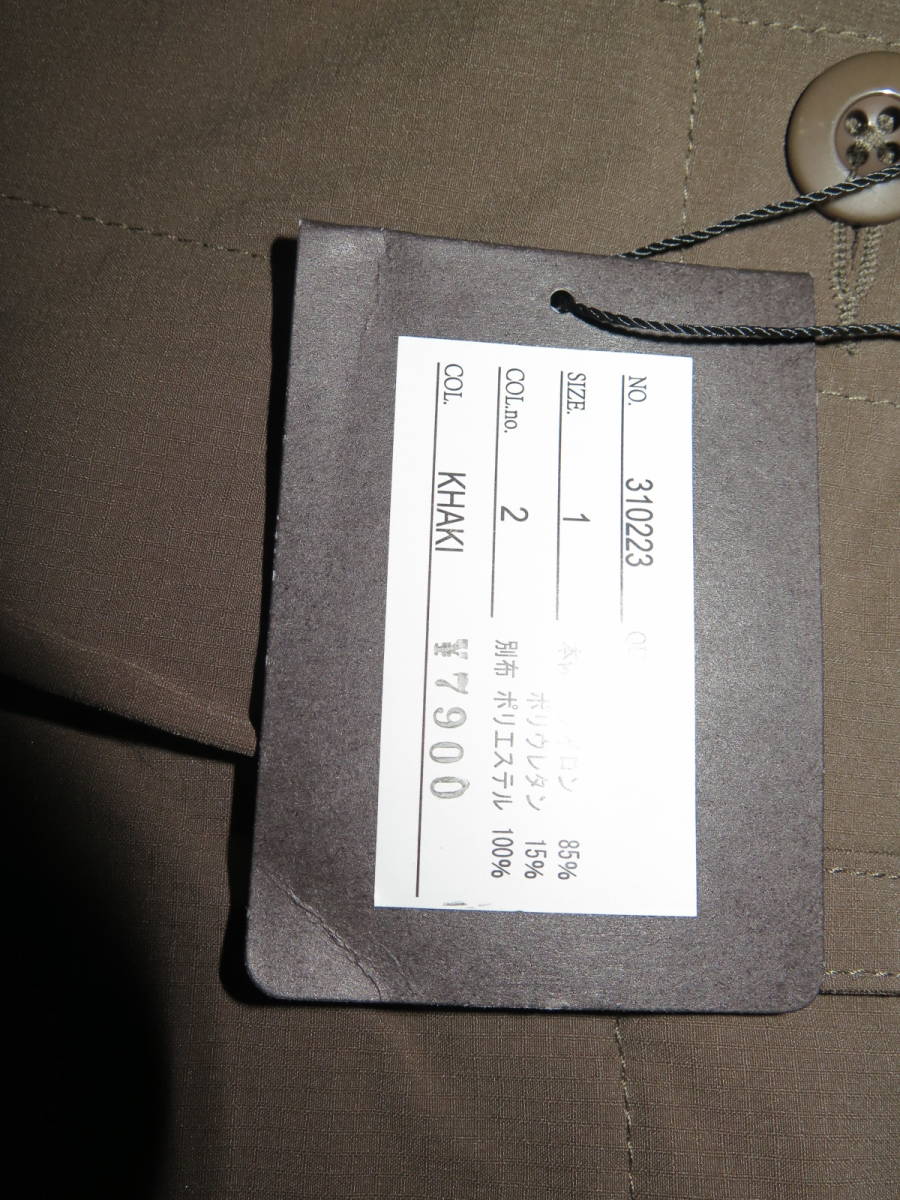 NO. 310223
SIZE. 1
85%
COL.no. 2
ポリウレタン 15%
COL. KHAKI
別布 ポリエステル 100%
¥7900